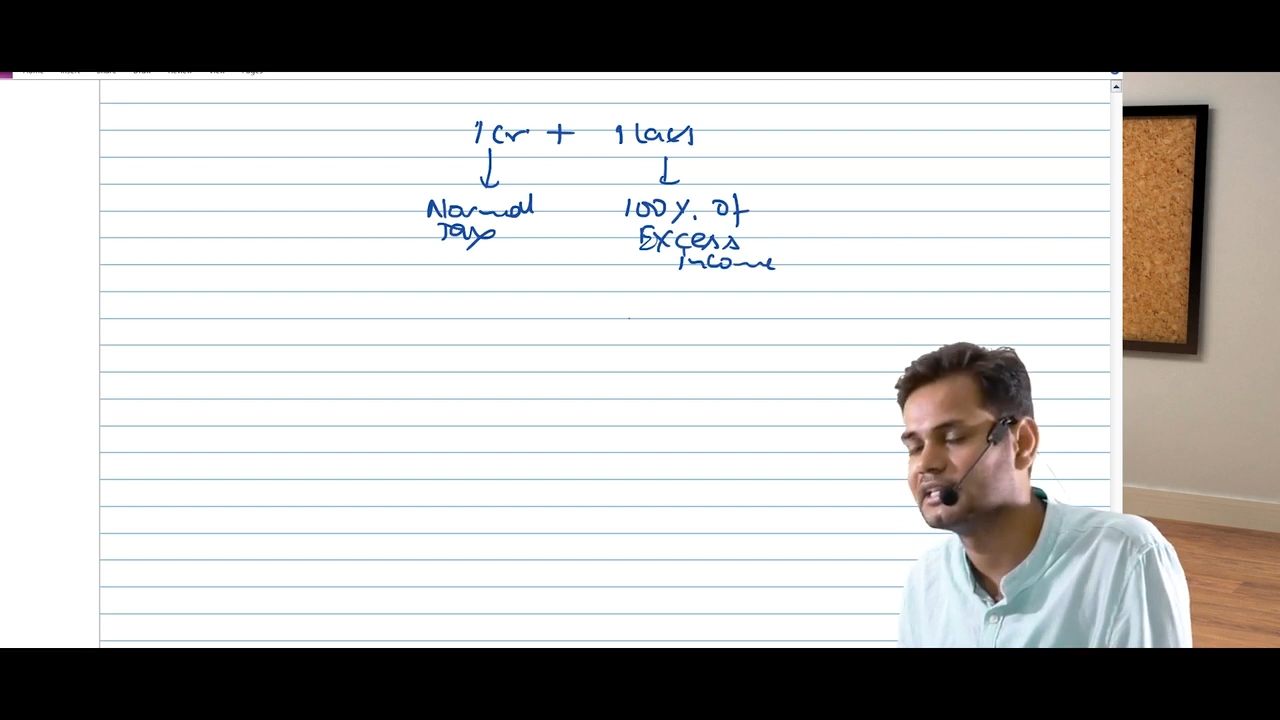 1 Cr + 1 lacs
Normal 100%. of
Tax Excess
income